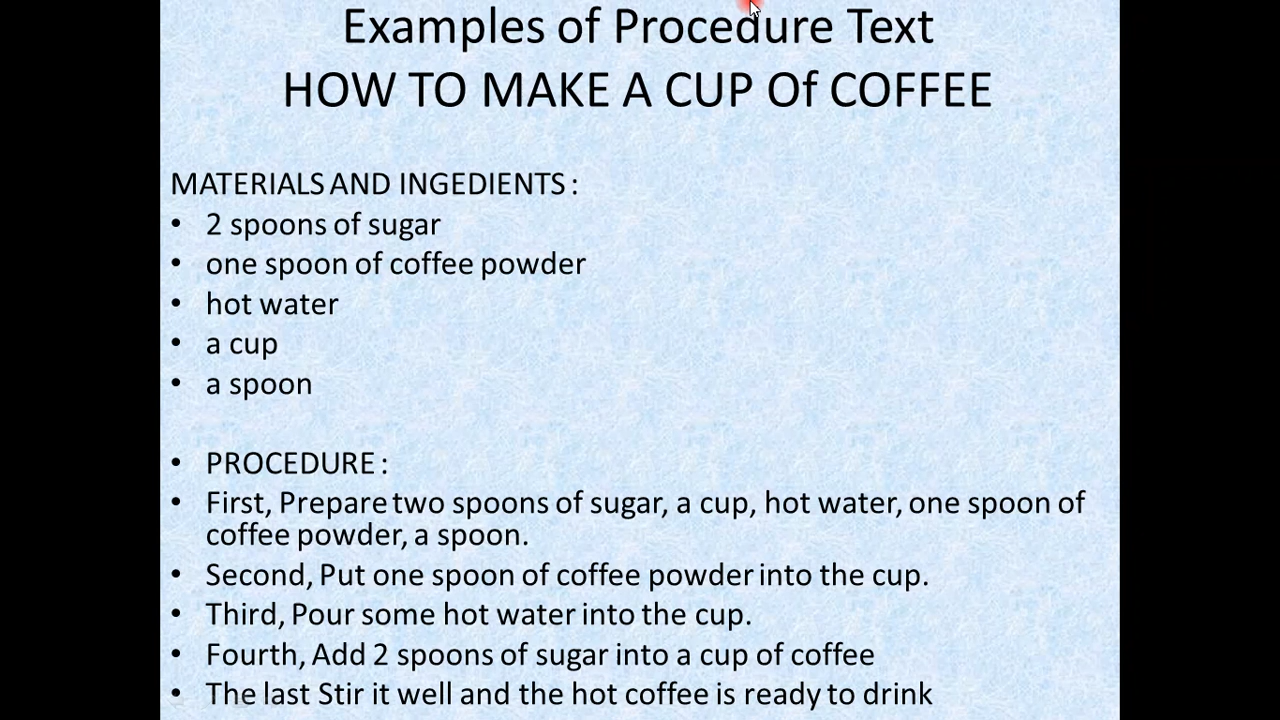 Examples of Procedure Text
HOW TO MAKE A CUP Of COFFEE
MATERIALS AND INGEDIENTS :
• 2 spoons of sugar
• one spoon of coffee powder
• hot water
• a cup
• a spoon
• PROCEDURE :
• First, Prepare two spoons of sugar, a cup, hot water, one spoon of
coffee powder, a spoon.
• Second, Put one spoon of coffee powder into the cup.
• Third, Pour some hot water into the cup.
• Fourth, Add 2 spoons of sugar into a cup of coffee
• The last Stir it well and the hot coffee is ready to drink